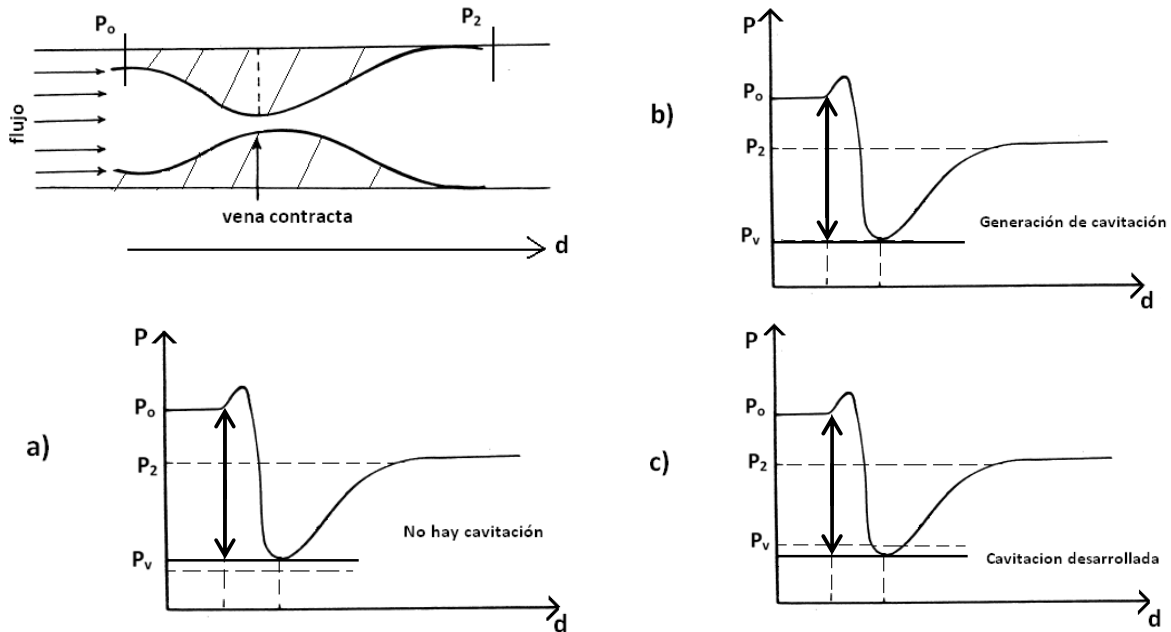 Po
P2
flujo
vena contracta
d
b)
P
Po
P2
Pv
Generación de cavitación
d
a)
P
Po
P2
Pv
No hay cavitación
d
c)
P
Po
P2
Pv
Cavitacion desarrollada
d